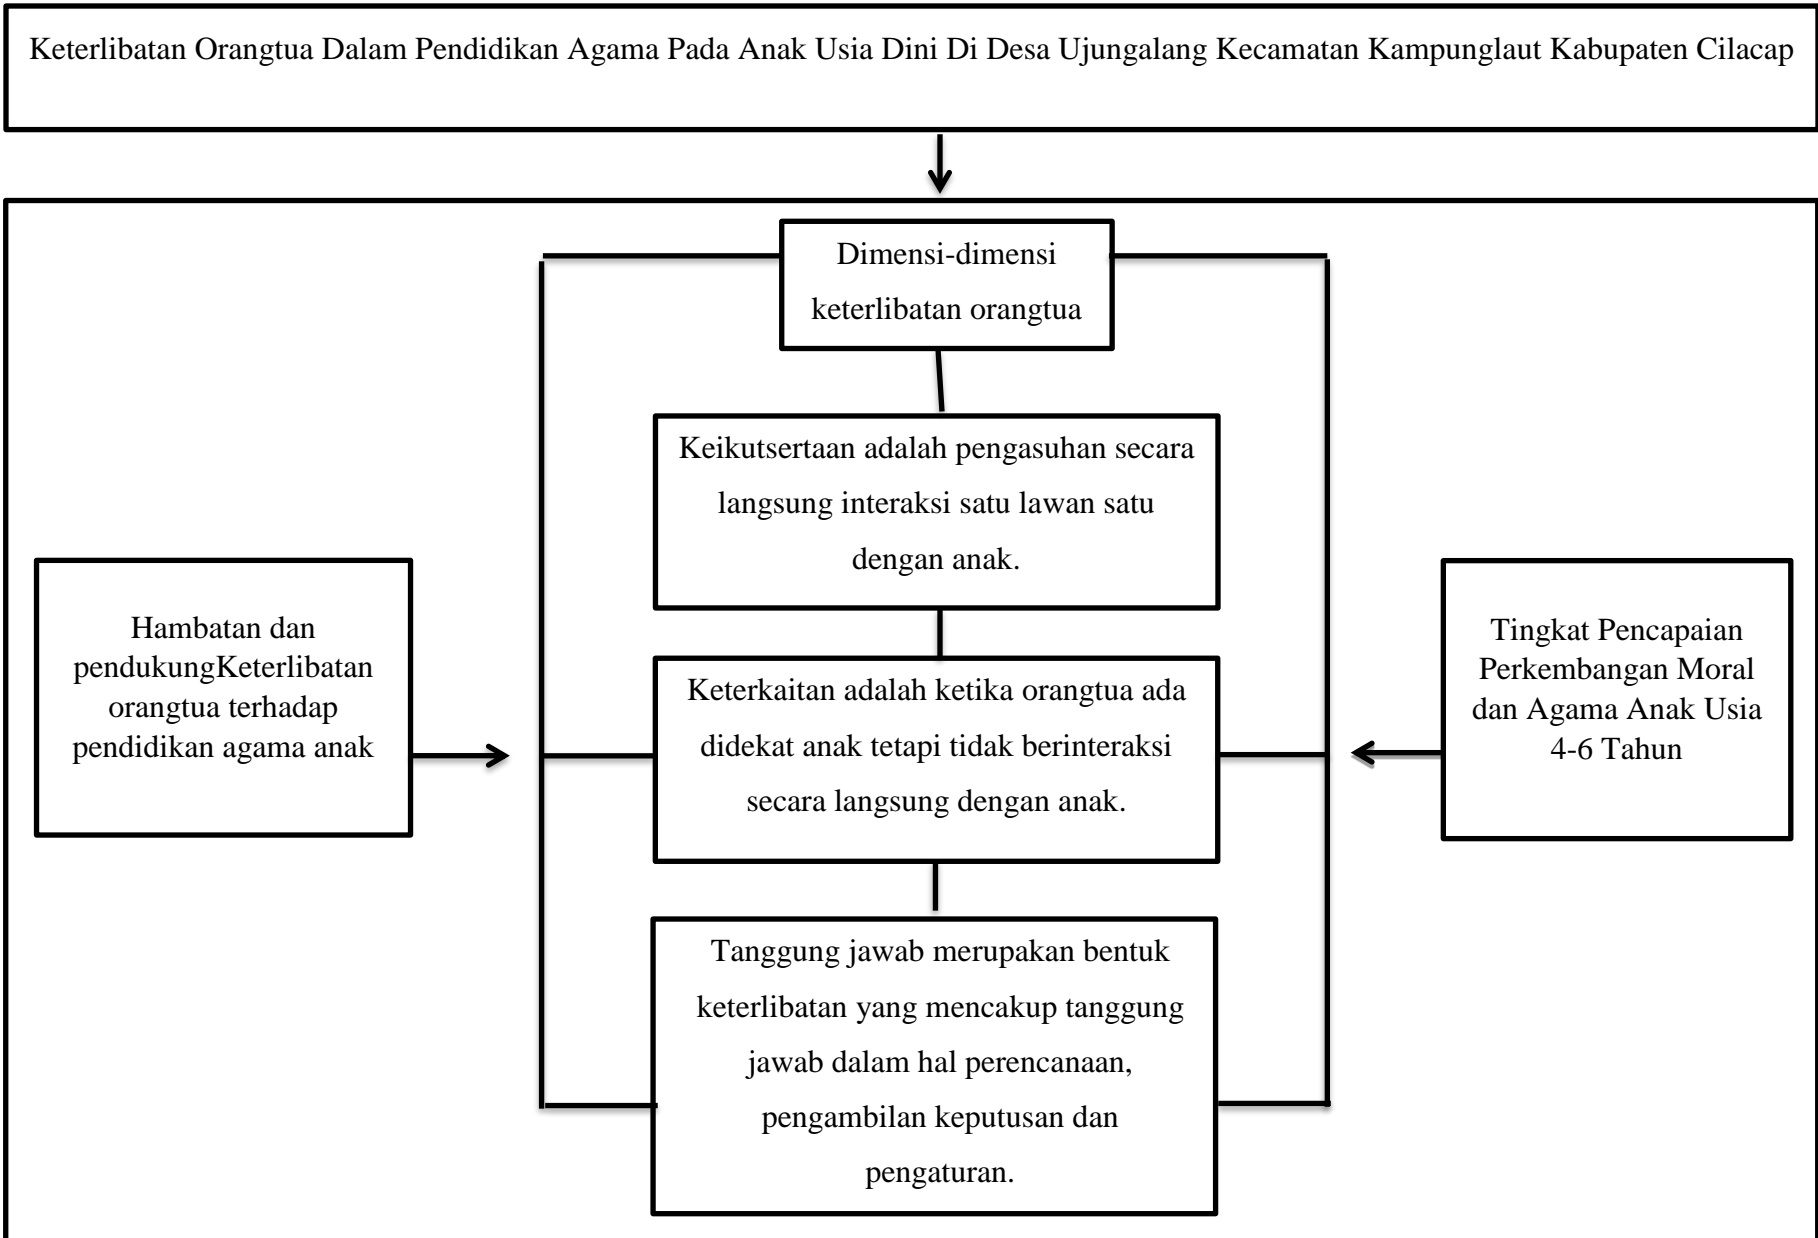 Keterlibatan Orangtua Dalam Pendidikan Agama Pada Anak Usia Dini Di Desa Ujungalang Kecamatan Kampunglaut Kabupaten Cilacap
Dimensi-dimensi
keterlibatan orangtua
Keikutsertaan adalah pengasuhan secara
langsung interaksi satu lawan satu
dengan anak.
Hambatan dan
pendukungKeterlibatan
orangtua terhadap
pendidikan agama anak
Keterkaitan adalah ketika orangtua ada
didekat anak tetapi tidak berinteraksi
secara langsung dengan anak.
Tingkat Pencapaian
Perkembangan Moral
dan Agama Anak Usia
4-6 Tahun
Tanggung jawab merupakan bentuk
keterlibatan yang mencakup tanggung
jawab dalam hal perencanaan,
pengambilan keputusan dan
pengaturan.